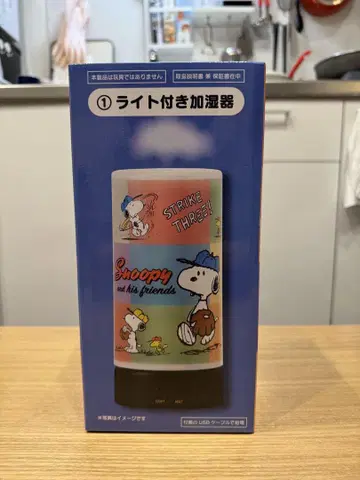 本製品は玩具ではありません
取扱説明書 兼 保証書在中
① ライト付き加湿器
STRIKE
THREE!
Snoopy
and his friends
※写真はイメージです
付属のUSBケーブルで給電